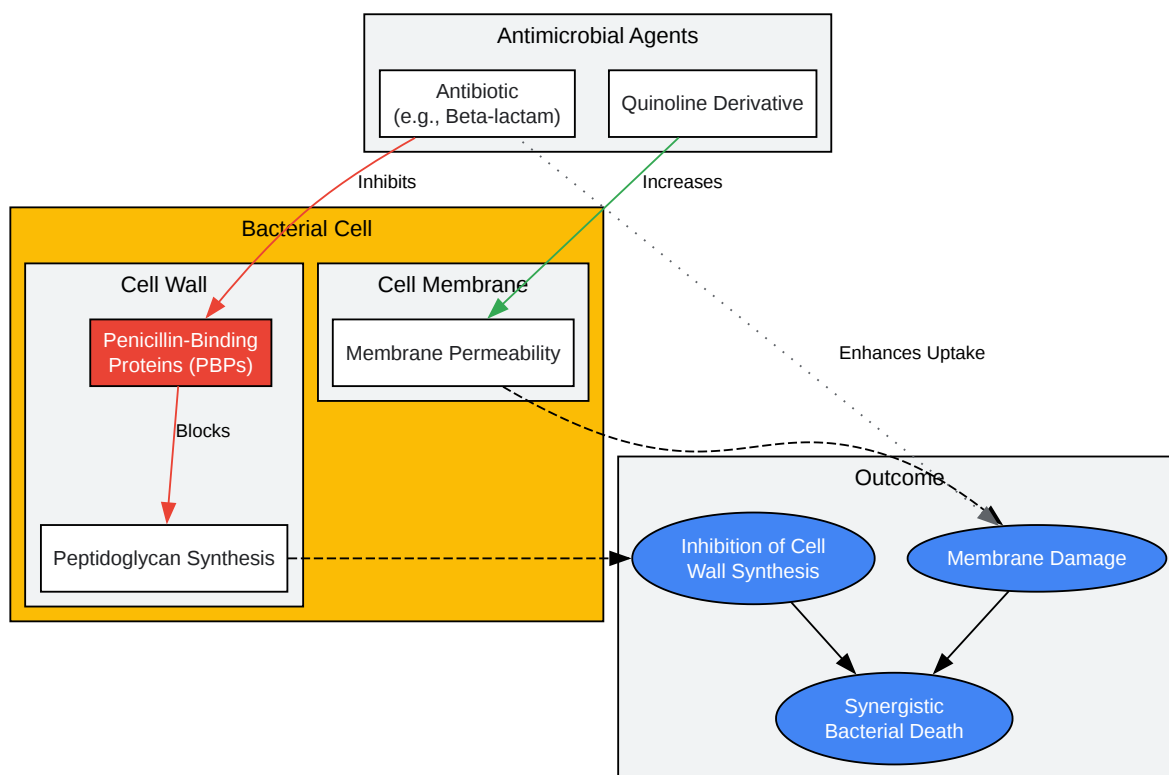 Antimicrobial Agents
Antibiotic
(e.g., Beta-lactam)
Quinoline Derivative
Inhibits
Increases
Bacterial Cell
Cell Wall
Cell Membrane
Penicillin-Binding
Proteins (PBPs)
Membrane Permeability
Enhances Uptake
Blocks
Outcome
Peptidoglycan Synthesis
Inhibition of Cell
Wall Synthesis
Membrane Damage
Synergistic
Bacterial Death